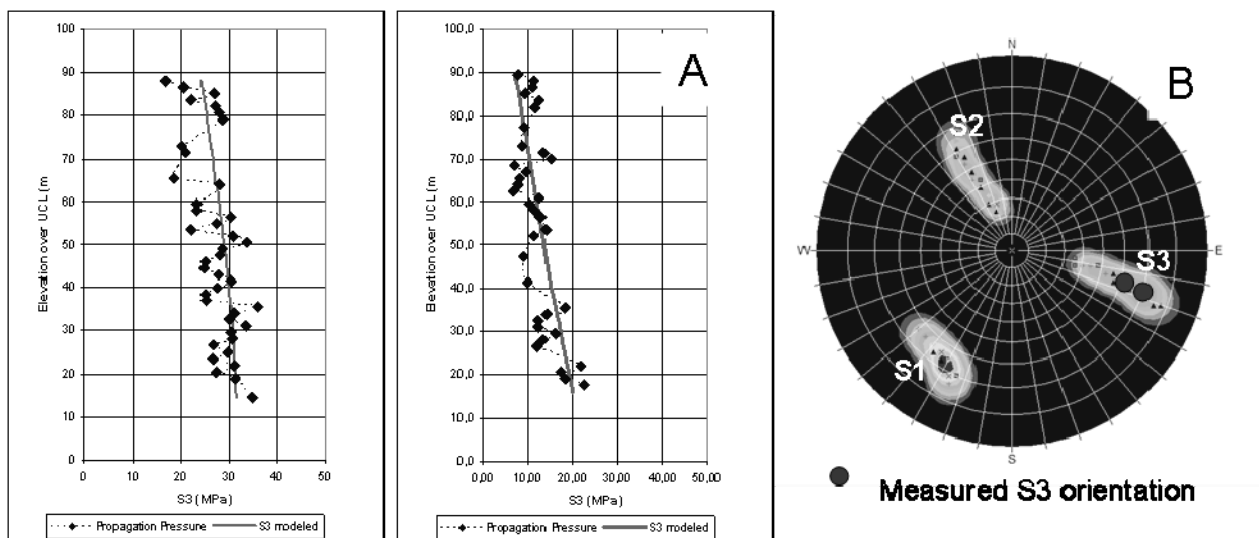 100
90
80
70
60
50
40
30
20
10
0
Elevation over UCL (m
0 10 20 30 40 50
S3 (MPa)
Propagation Pressure S3 modeled
A
100,0
90,0
80,0
70,0
60,0
50,0
40,0
30,0
20,0
10,0
0,0
Elevation over UCL (m
0,00 10,00 20,00 30,00 40,00 50,00
S3 (MPa)
Propagation Pressure S3 modeled
B
N
S2
W E
S3
S1
S
Measured S3 orientation